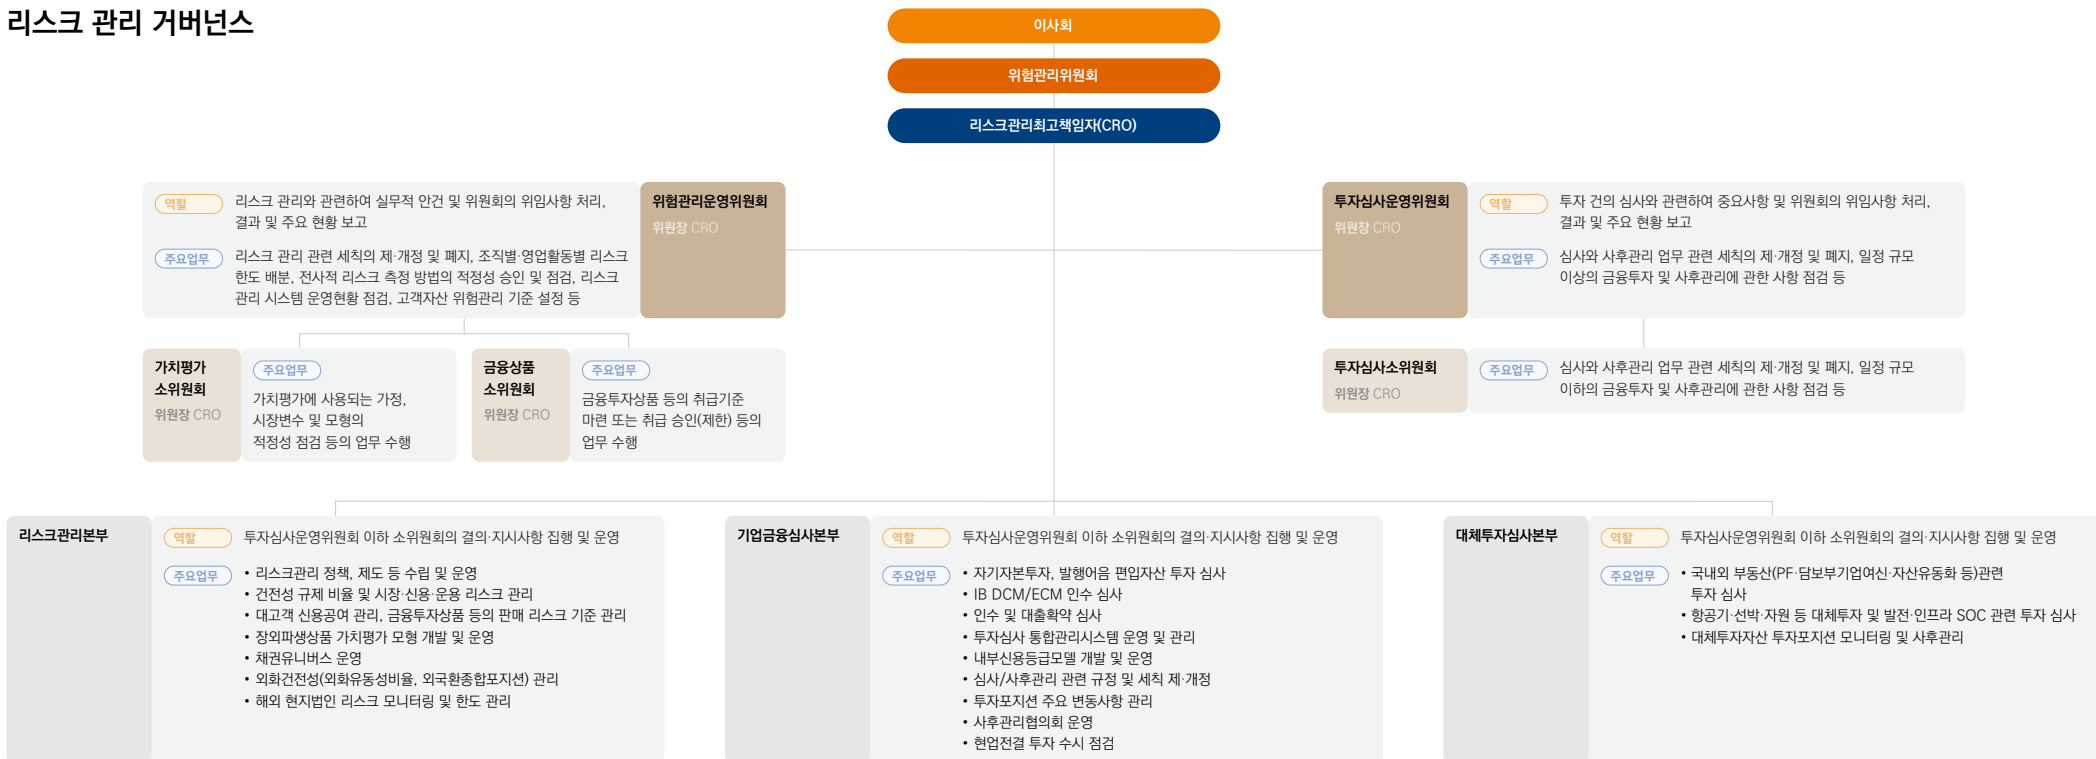 리스크 관리 거버넌스
이사회
위험관리위원회
리스크관리최고책임자(CRO)
역할
리스크 관리와 관련하여 실무적 안건 및 위원회의 위임사항 처리,
결과 및 주요 현황 보고
주요업무
리스크 관리 관련 세칙의 제·개정 및 폐지, 조직별·영업활동별 리스크
한도 배분, 전사적 리스크 측정 방법의 적정성 승인 및 점검, 리스크
관리 시스템 운영현황 점검, 고객자산 위험관리 기준 설정 등
위험관리운영위원회
위원장 CRO
투자심사운영위원회
위원장 CRO
역할
투자 건의 심사와 관련하여 중요사항 및 위원회의 위임사항 처리,
결과 및 주요 현황 보고
주요업무
심사와 사후관리 업무 관련 세칙의 제·개정 및 폐지, 일정 규모
이상의 금융투자 및 사후관리에 관한 사항 점검 등
가치평가
소위원회
위원장 CRO
주요업무
가치평가에 사용되는 가정,
시장변수 및 모형의
적정성 점검 등의 업무 수행
금융상품
소위원회
위원장 CRO
주요업무
금융투자상품 등의 취급기준
마련 또는 취급 승인(제한) 등의
업무 수행
투자심사소위원회
위원장 CRO
주요업무
심사와 사후관리 업무 관련 세칙의 제·개정 및 폐지, 일정 규모
이하의 금융투자 및 사후관리에 관한 사항 점검 등
리스크관리본부
역할
투자심사운영위원회 이하 소위원회의 결의·지시사항 집행 및 운영
주요업무
• 리스크관리 정책, 제도 등 수립 및 운영
• 건전성 규제 비율 및 시장·신용·운용 리스크 관리
• 대고객 신용공여 관리, 금융투자상품 등의 판매 리스크 기준 관리
• 장외파생상품 가치평가 모형 개발 및 운영
• 채권유니버스 운영
• 외화건전성(외화유동성비율, 외국환종합포지션) 관리
• 해외 현지법인 리스크 모니터링 및 한도 관리
기업금융심사본부
역할
투자심사운영위원회 이하 소위원회의 결의·지시사항 집행 및 운영
주요업무
• 자기자본투자, 발행어음 편입자산 투자 심사
• IB DCM/ECM 인수 심사
• 인수 및 대출확약 심사
• 투자심사 통합관리시스템 운영 및 관리
• 내부신용등급모델 개발 및 운영
• 심사/사후관리 관련 규정 및 세칙 제·개정
• 투자포지션 주요 변동사항 관리
• 사후관리협의회 운영
• 현업전결 투자 수시 점검
대체투자심사본부
역할
투자심사운영위원회 이하 소위원회의 결의·지시사항 집행 및 운영
주요업무
• 국내외 부동산(PF·담보부기업여신·자산유동화 등)관련
투자 심사
• 항공기·선박·자원 등 대체투자 및 발전·인프라 SOC 관련 투자 심사
• 대체투자자산 투자포지션 모니터링 및 사후관리